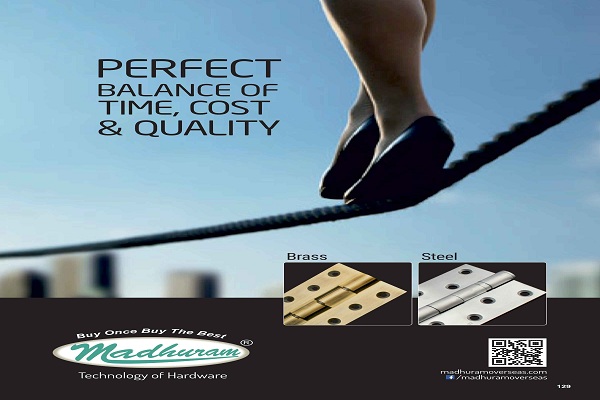 PERFECT
BALANCE OF
TIME, COST
& QUALITY
Brass
Steel
Buy Once Buy The Best
Madhuram®
Technology of Hardware
madhuramoverseas.com
f/madhuramoverseas
129